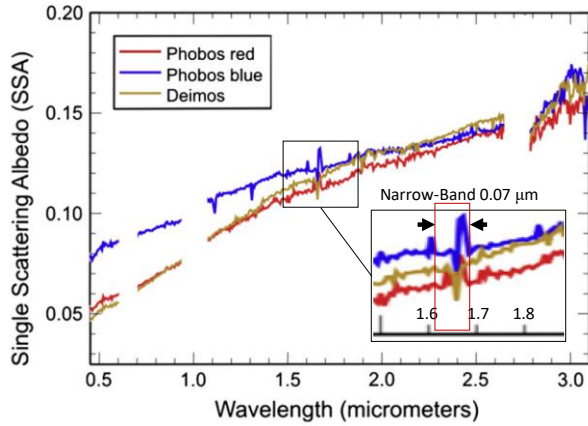 Single Scattering Albedo (SSA)
0.20
0.15
0.10
0.05
Phobos red
Phobos blue
Deimos
Narrow-Band 0.07 μm
1.6 1.7 1.8
0.5 1.0 1.5 2.0 2.5 3.0
Wavelength (micrometers)